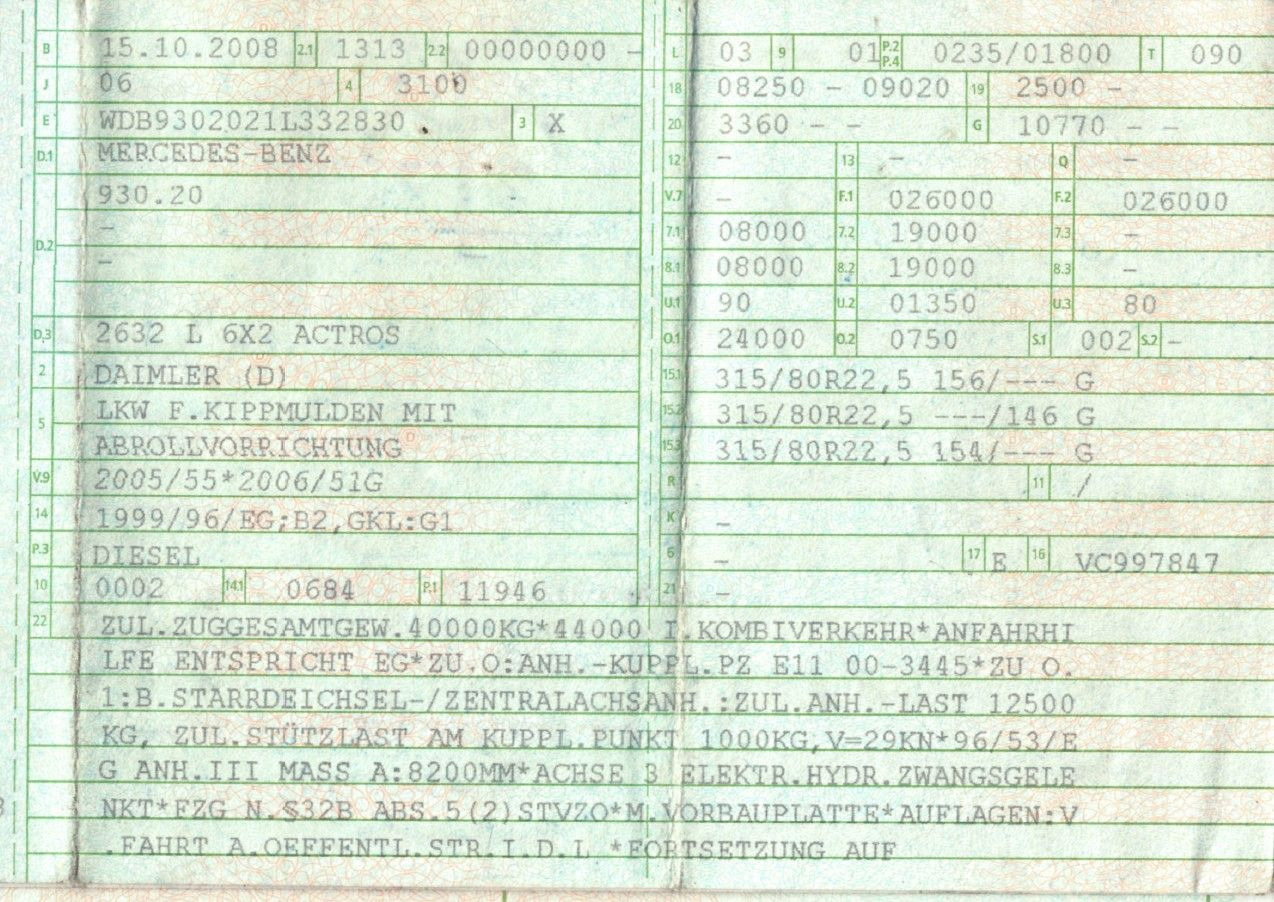 B 15.10.2008 2.1 1313 2.2 00000000 -
J 06 4 3100
E WDB9302021L332830 3 X
D.1 MERCEDES-BENZ
930.20
-
D.2
-
D.3 2632 L 6X2 ACTROS
2 DAIMLER (D)
LKW F.KIPPMULDEN MIT
5
ABROLLVORRICHTUNG
V.9 2005/55*2006/51G
14 1999/96/EG;B2,GKL:G1
P.3 DIESEL
10 0002 14.1 0684 P.1 11946
L 03 9 01 P.2 P.4 0235/01800 T 090
18 08250 - 09020 19 2500 -
20 3360 - - G 10770 - -
12 - 13 - Q -
V.7 - F.1 026000 F.2 026000
7.1 08000 7.2 19000 7.3 -
8.1 08000 8.2 19000 8.3 -
U.1 90 U.2 01350 U.3 80
O.1 24000 O.2 0750 S.1 002 S.2 -
15.1 315/80R22,5 156/--- G
15.2 315/80R22,5 ---/146 G
15.3 315/80R22,5 154/--- G
R 11 /
K -
6 - 17 E 16 VC997847
21 -
22 ZUL.ZUGGESAMTGEW.40000KG*44000 I.KOMBIVERKEHR*ANFAHRHI
LFE ENTSPRICHT EG*ZU.O:ANH.-KUPPL.PZ E11 00-3445*ZU O.
1:B.STARRDEICHSEL-/ZENTRALACHSANH.:ZUL.ANH.-LAST 12500
KG, ZUL.STÜTZLAST AM KUPPL.PUNKT 1000KG,V=29KN*96/53/E
G ANH.III MASS A:8200MM*ACHSE 3 ELEKTR.HYDR.ZWANGSGELE
NKT*FZG N.§32B ABS.5(2)STVZO*M.VORBAUPLATTE*AUFLAGEN:V
.FAHRT A.OEFFENTL.STR.I.D.L *FORTSETZUNG AUF